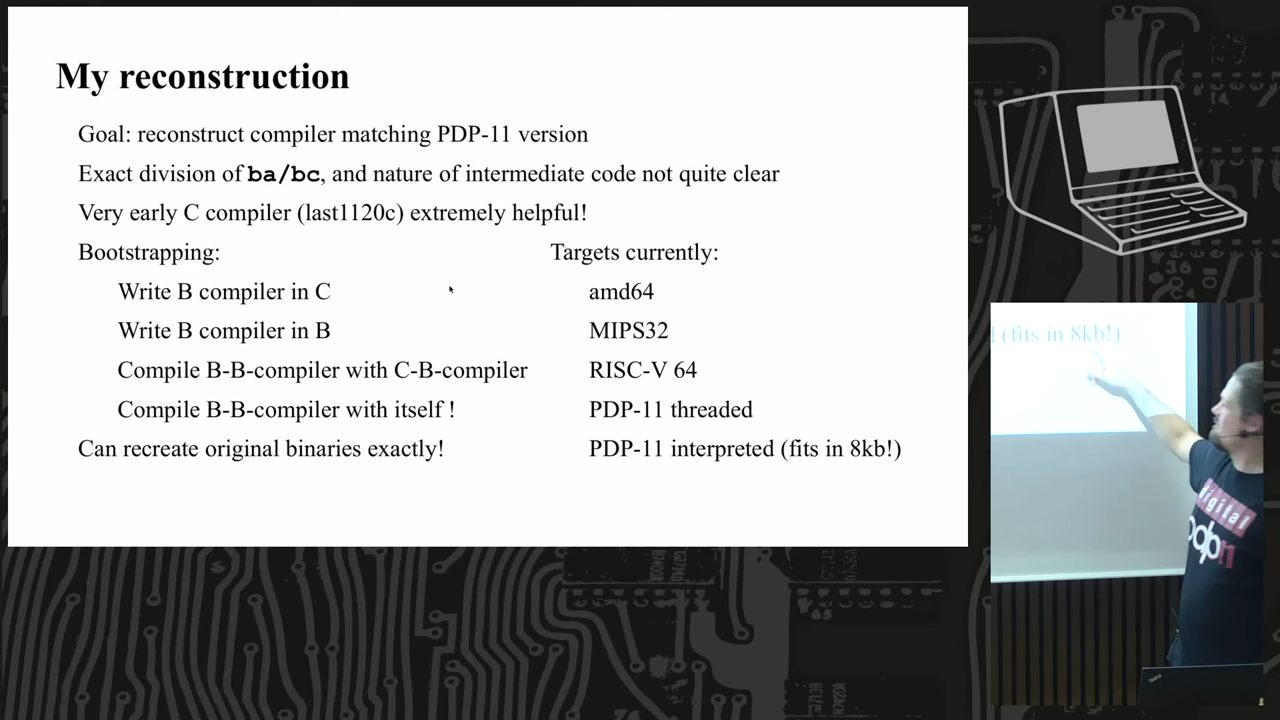 My reconstruction
Goal: reconstruct compiler matching PDP-11 version
Exact division of ba/bc, and nature of intermediate code not quite clear
Very early C compiler (last1120c) extremely helpful!
Bootstrapping:
Write B compiler in C
Write B compiler in B
Compile B-B-compiler with C-B-compiler
Compile B-B-compiler with itself !
Can recreate original binaries exactly!
Targets currently:
amd64
MIPS32
RISC-V 64
PDP-11 threaded
PDP-11 interpreted (fits in 8kb!)
(fits in 8kb!)
digital
pdp11